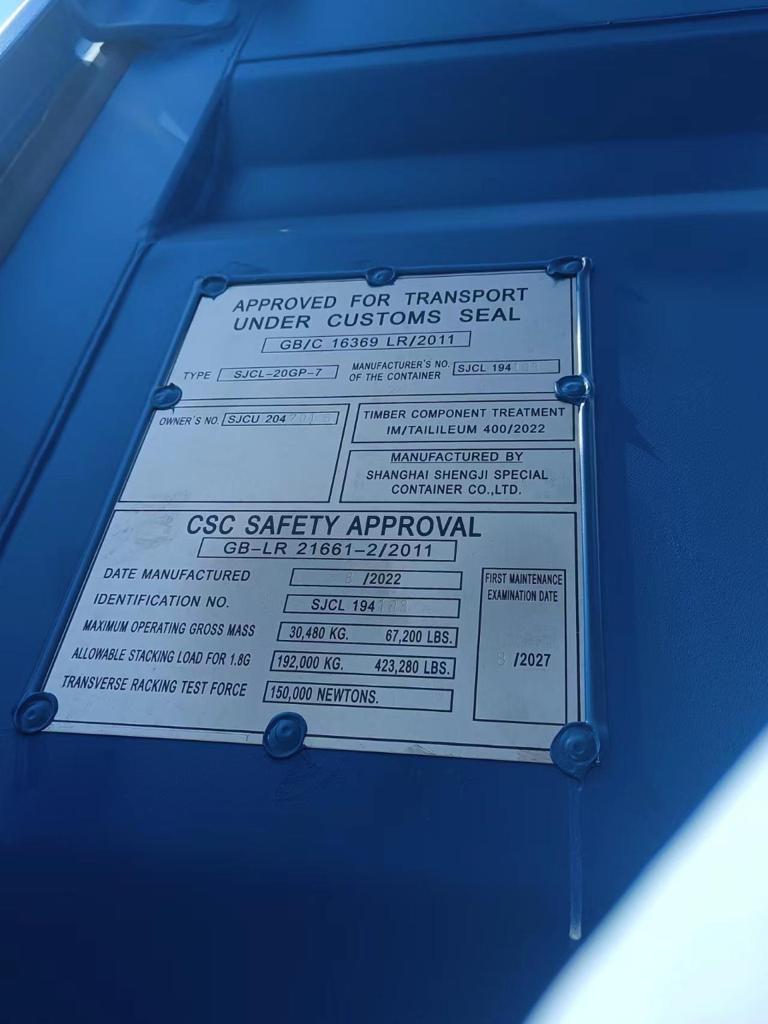 APPROVED FOR TRANSPORT
UNDER CUSTOMS SEAL
GB/C 16369 LR/2011
TYPE SJCL-20GP-7
MANUFACTURER'S NO.
OF THE CONTAINER SJCL 194
OWNER'S NO. SJCU 204
TIMBER COMPONENT TREATMENT
IM/TAILILEUM 400/2022
MANUFACTURED BY
SHANGHAI SHENGJI SPECIAL
CONTAINER CO.,LTD.
CSC SAFETY APPROVAL
GB-LR 21661-2/2011
DATE MANUFACTURED 8 /2022
IDENTIFICATION NO. SJCL 194
MAXIMUM OPERATING GROSS MASS 30,480 KG. 67,200 LBS.
ALLOWABLE STACKING LOAD FOR 1.8G 192,000 KG. 423,280 LBS.
TRANSVERSE RACKING TEST FORCE 150,000 NEWTONS.
FIRST MAINTENANCE
EXAMINATION DATE
8 /2027